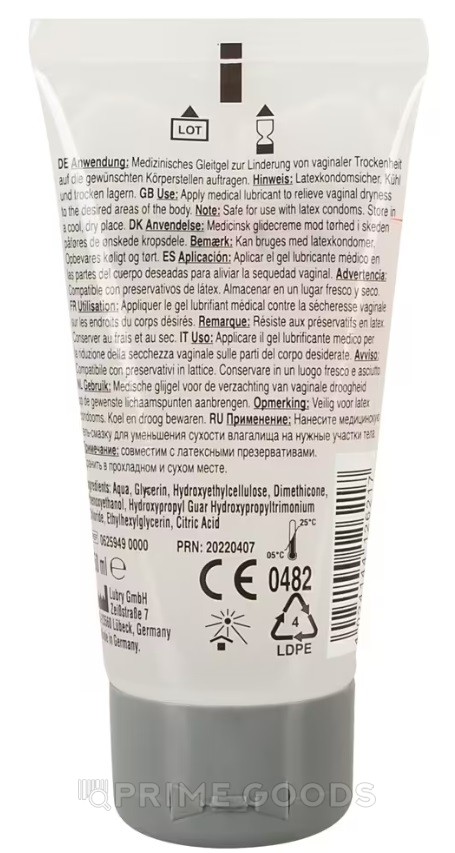 LOT
DE Anwendung: Medizinisches Gleitgel zur Linderung von vaginaler Trockenheit
auf die gewünschten Körperstellen auftragen. Hinweis: Latexkondomsicher. Kühl
und trocken lagern. GB Use: Apply medical lubricant to relieve vaginal dryness
to the desired areas of the body. Note: Safe for use with latex condoms. Store in
a cool, dry place. DK Anvendelse: Medicinsk glidecreme mod tørhed i skeden
påføres de ønskede kropsdele. Bemærk: Kan bruges med latexkondomer.
Opbevares køligt og tørt. ES Aplicación: Aplicar el gel lubricante médico en
las partes del cuerpo deseadas para aliviar la sequedad vaginal. Advertencia:
Compatible con preservativos de látex. Almacenar en un lugar fresco y seco.
FR Utilisation: Appliquer le gel lubrifiant médical contre la sécheresse vaginale
sur les endroits du corps désirés. Remarque: Résiste aux préservatifs en latex.
Conserver au frais et au sec. IT Uso: Applicare il gel lubrificante medico per
la riduzione della secchezza vaginale sulle parti del corpo desiderate. Avviso:
Compatibile con preservativi in lattice. Conservare in un luogo fresco e asciutto
NL Gebruik: Medische glijgel voor de verzachting van vaginale droogheid
op de gewenste lichaamspunten aanbrengen. Opmerking: Veilig voor latex
condooms. Koel en droog bewaren. RU Применение: Нанесите медицинскую
гель-смазку для уменьшения сухости влагалища на нужные участки тела.
Примечание: совместим с латексными презервативами.
Хранить в прохладном и сухом месте.
Ingredients: Aqua, Glycerin, Hydroxyethylcellulose, Dimethicone,
Phenoxyethanol, Hydroxypropyl Guar Hydroxypropyltrimonium
Chloride, Ethylhexylglycerin, Citric Acid
0625949 0000 PRN: 20220407
25°C
05°C
ml ℮
CE 0482
Lubry GmbH
Zeißstraße 7
23560 Lübeck, Germany
Made in Germany.
4
LDPE
PRIME GOODS